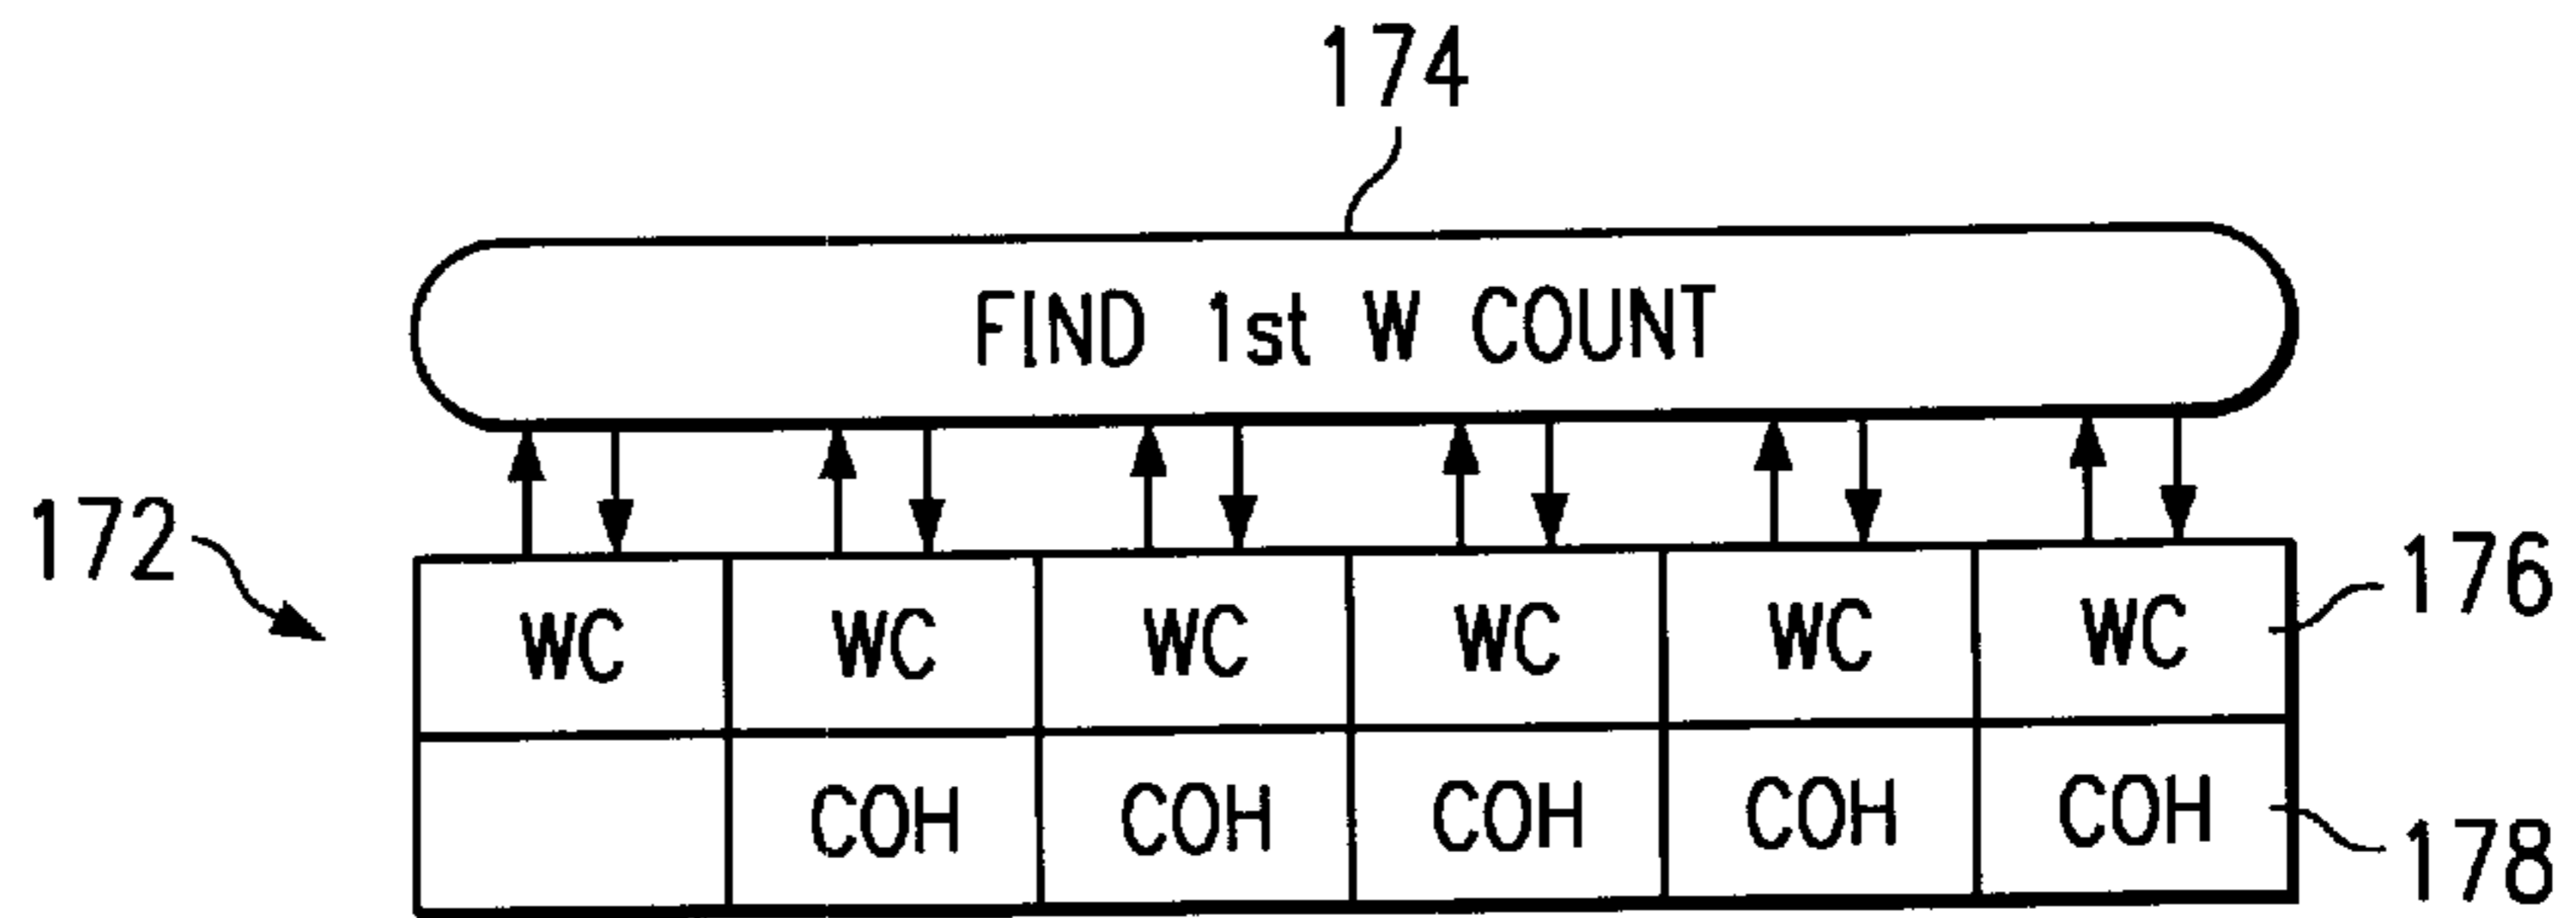 174
FIND 1st W COUNT
172
WC WC WC WC WC WC
176
COH COH COH COH COH
178